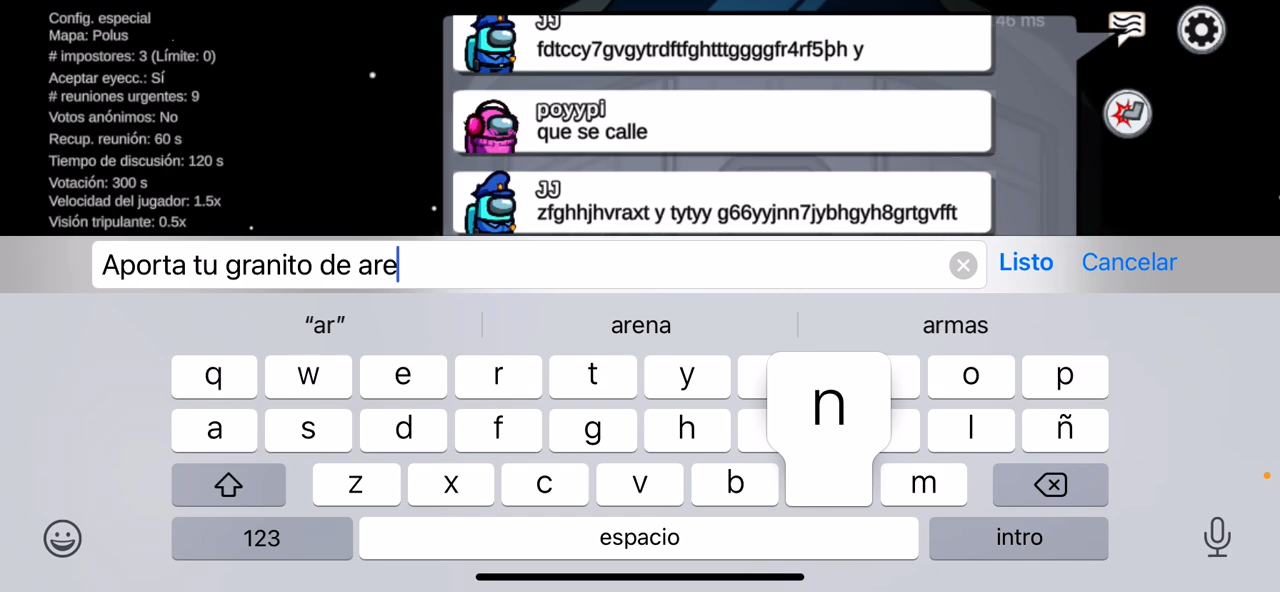 Config. especial
Mapa: Polus
# impostores: 3 (Límite: 0)
Aceptar eyecc.: Sí
# reuniones urgentes: 9
Votos anónimos: No
Recup. reunión: 60 s
Tiempo de discusión: 120 s
Votación: 300 s
Velocidad del jugador: 1.5x
Visión tripulante: 0.5x
46 ms
JJ
fdtccy7gvgytrdftfghtttggggfr4rf5þh y
poyypi
que se calle
JJ
zfghhjhvraxt y tytyy g66yyjnn7jybhgyh8grtgvfft
Aporta tu granito de are
Listo
Cancelar
“ar”
arena
armas
q w e r t y o p
a s d f g h l ñ
z x c v b n m
123
espacio
intro